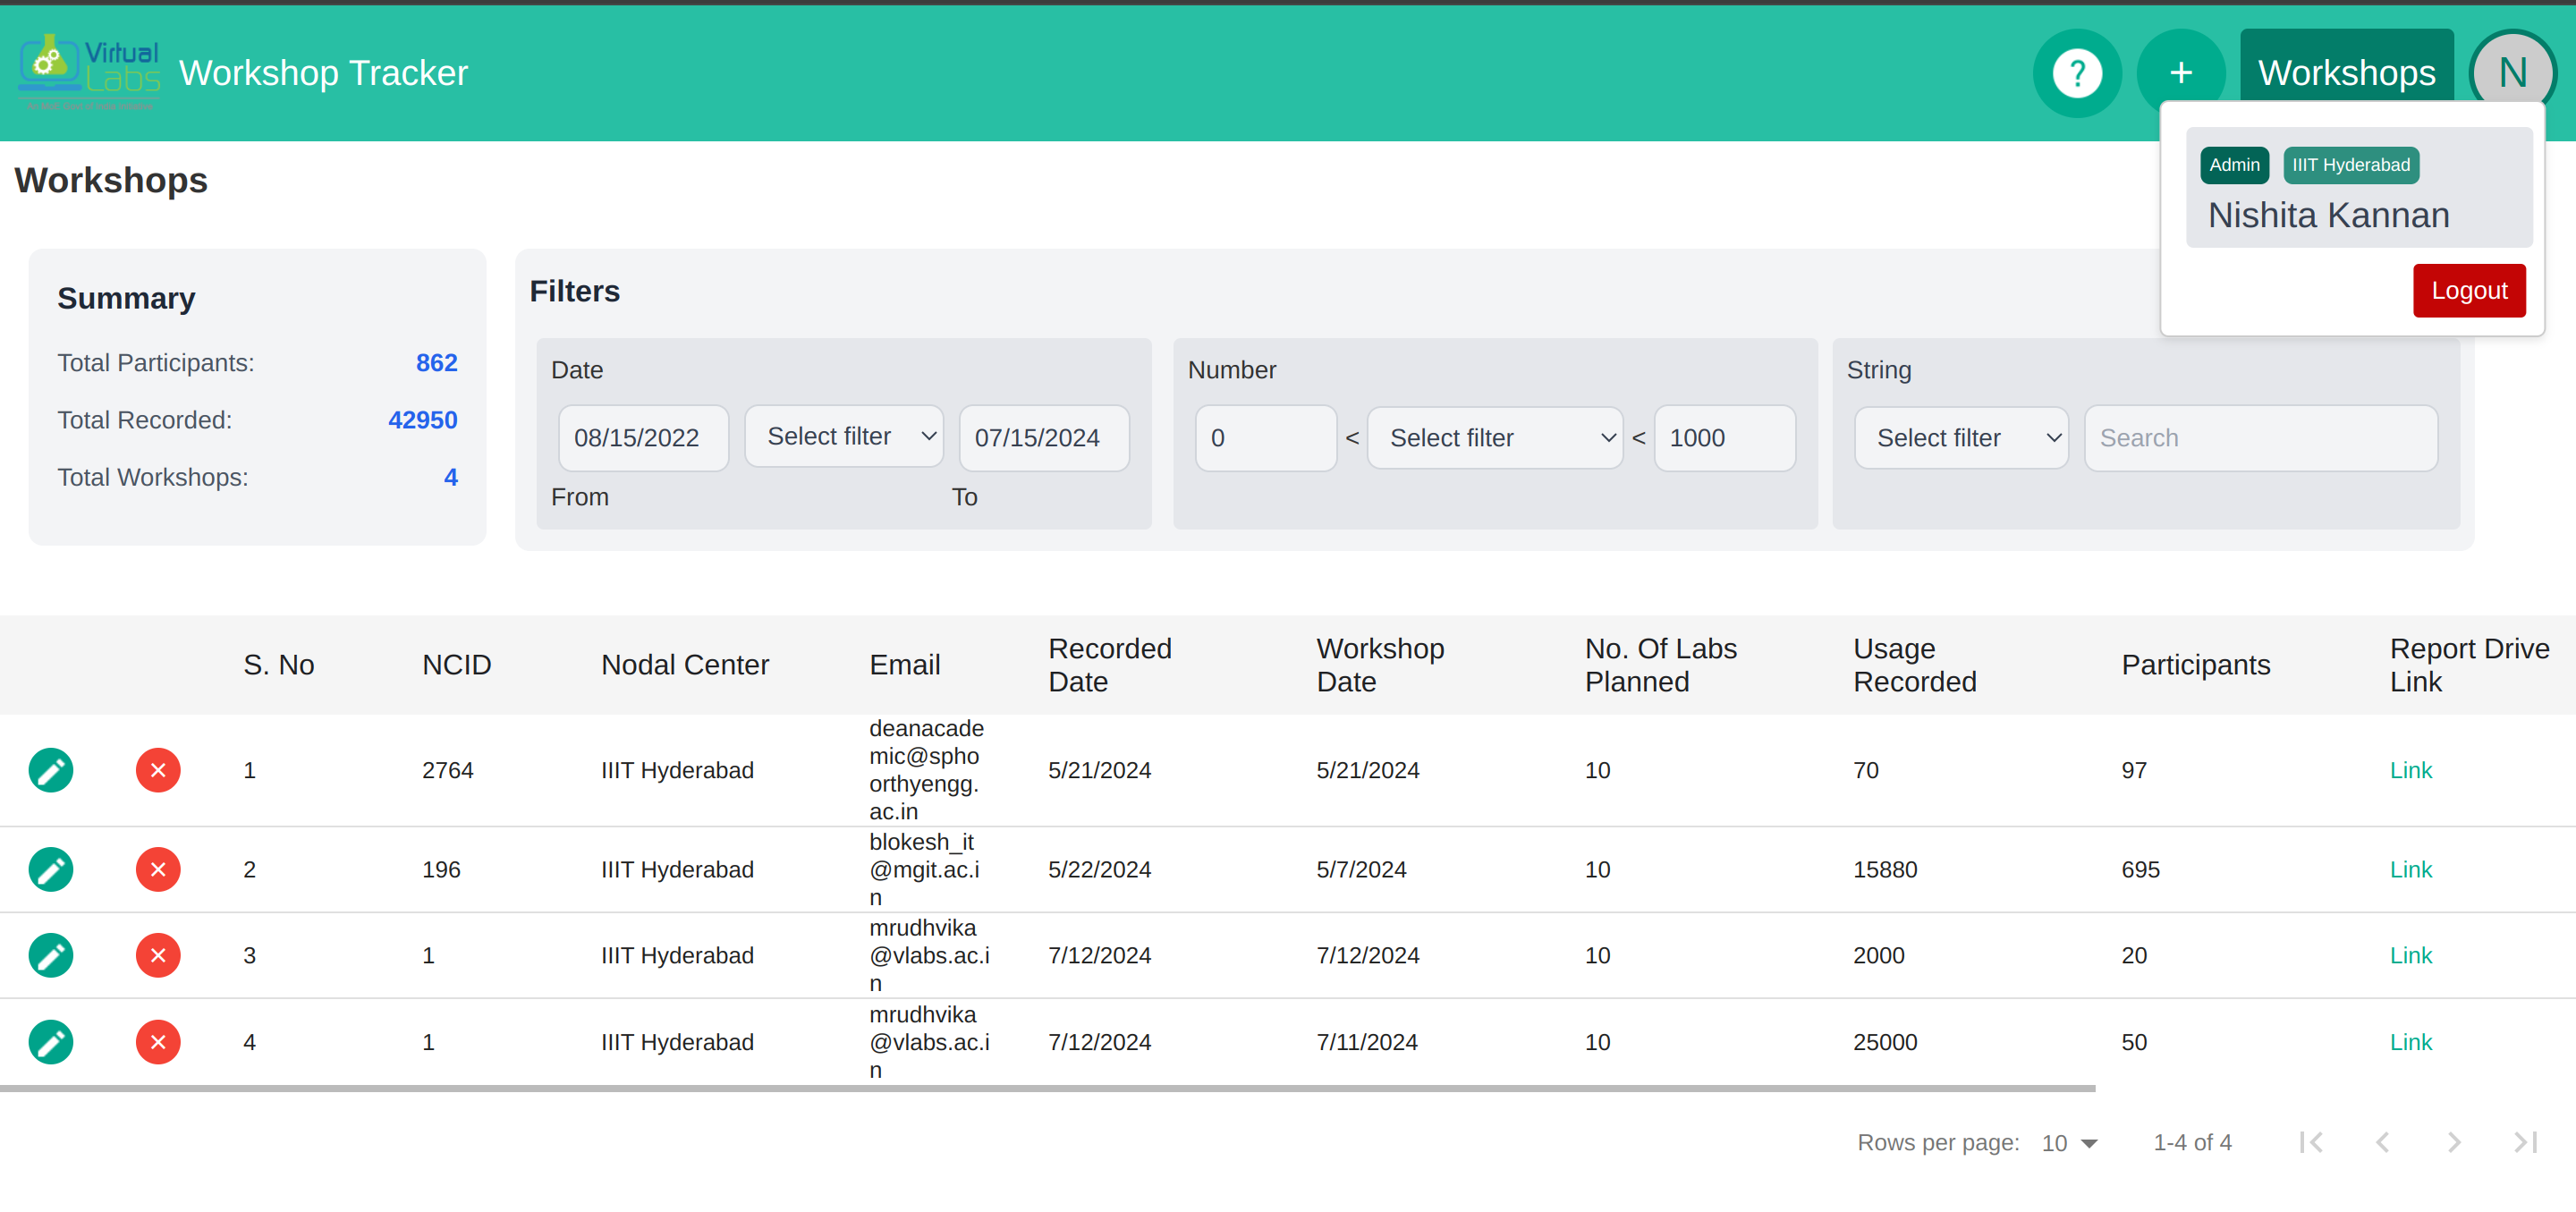 Virtual
Labs
Workshop Tracker
?
+
Workshops
N
Admin
IIIT Hyderabad
Nishita Kannan
Logout
Workshops
Summary
Total Participants: 862
Total Recorded: 42950
Total Workshops: 4
Filters
Date
08/15/2022 Select filter 07/15/2024
From To
Number
0 < Select filter < 1000
String
Select filter Search
S. No NCID Nodal Center Email Recorded Date Workshop Date No. Of Labs Planned Usage Recorded Participants Report Drive Link
1 2764 IIIT Hyderabad deanacade
mic@spho
orthyengg.
ac.in 5/21/2024 5/21/2024 10 70 97 Link
2 196 IIIT Hyderabad blokesh_it
@mgit.ac.i
n 5/22/2024 5/7/2024 10 15880 695 Link
3 1 IIIT Hyderabad mrudhvika
@vlabs.ac.i
n 7/12/2024 7/12/2024 10 2000 20 Link
4 1 IIIT Hyderabad mrudhvika
@vlabs.ac.i
n 7/12/2024 7/11/2024 10 25000 50 Link
Rows per page: 10 1-4 of 4